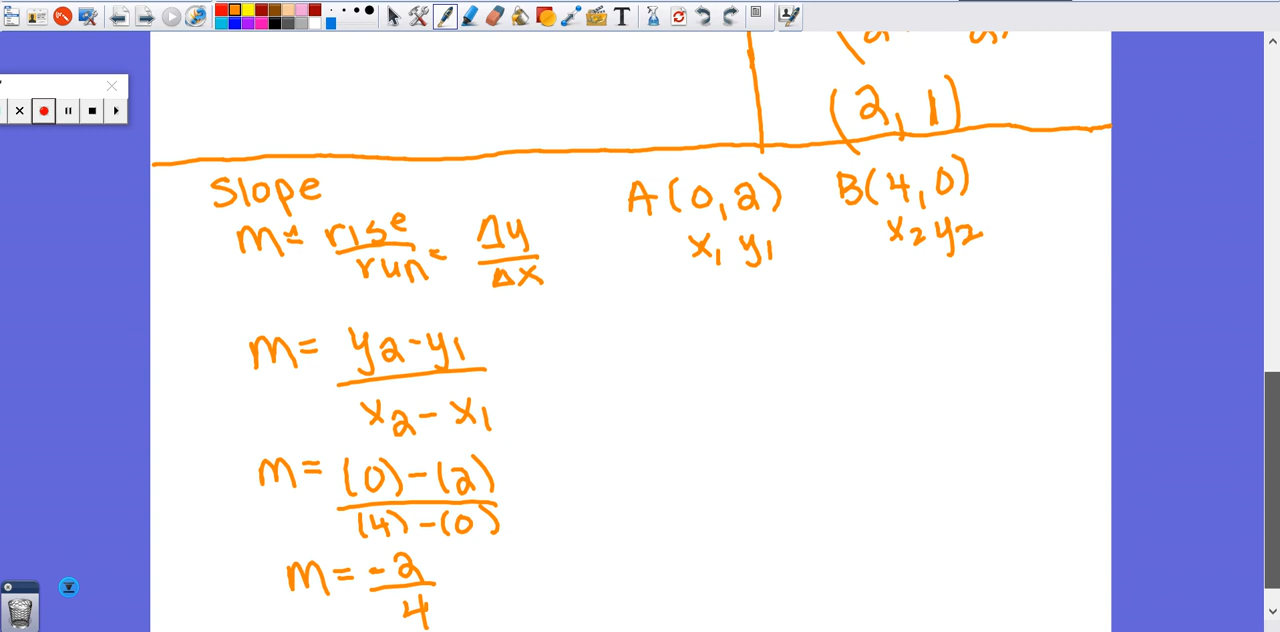 (2, 1)
Slope
A(0,2) B(4,0)
m = rise/run = Δy/Δx
x1 y1 x2 y2
m = y2-y1
x2 - x1
m = (0) - (2)
(4) - (0)
m = -2
4